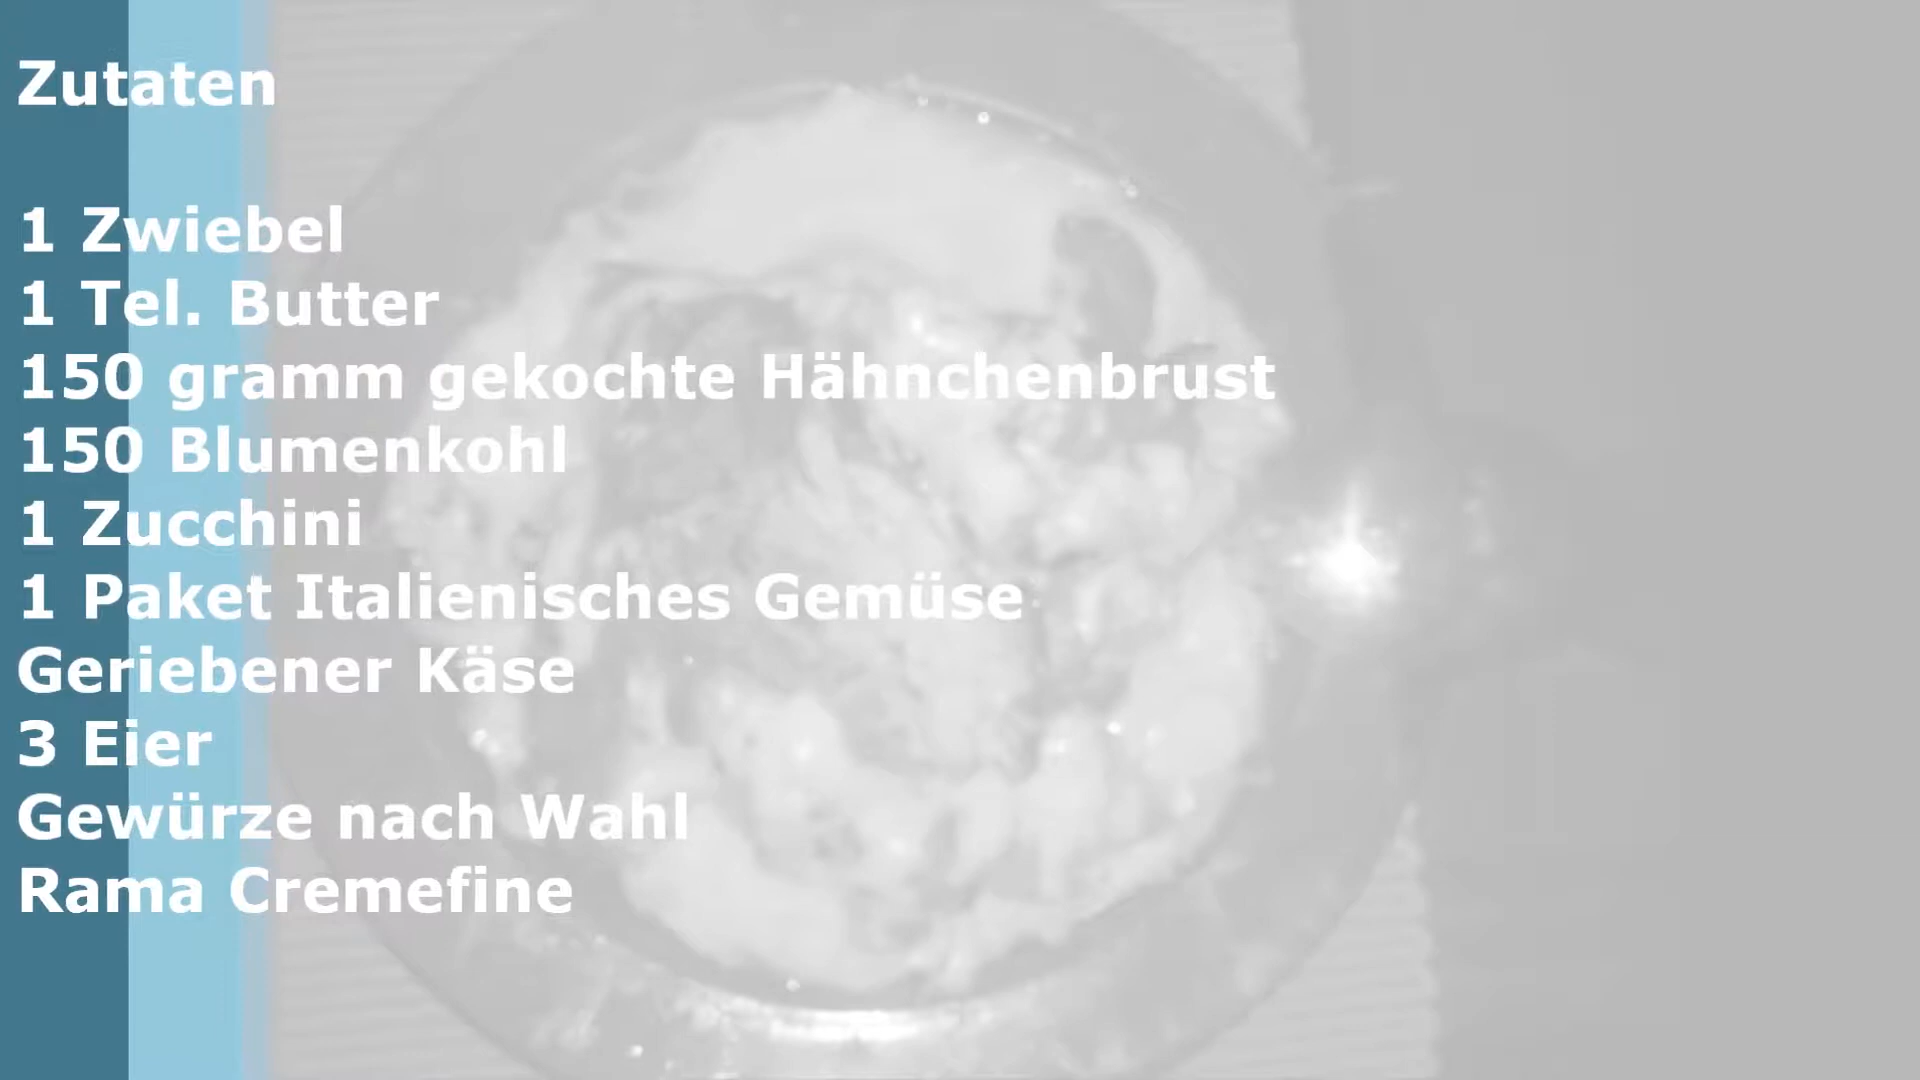 Zutaten
1 Zwiebel
1 Tel. Butter
150 gramm gekochte Hähnchenbrust
150 Blumenkohl
1 Zucchini
1 Paket Italienisches Gemüse
Geriebener Käse
3 Eier
Gewürze nach Wahl
Rama Cremefine